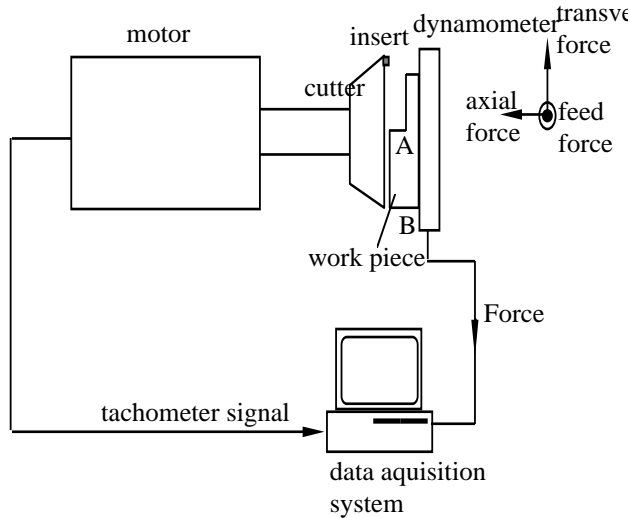 motor
insert
dynamometer
transve
force
cutter
axial
force
feed
force
A
B
work piece
Force
tachometer signal
data aquisition
system